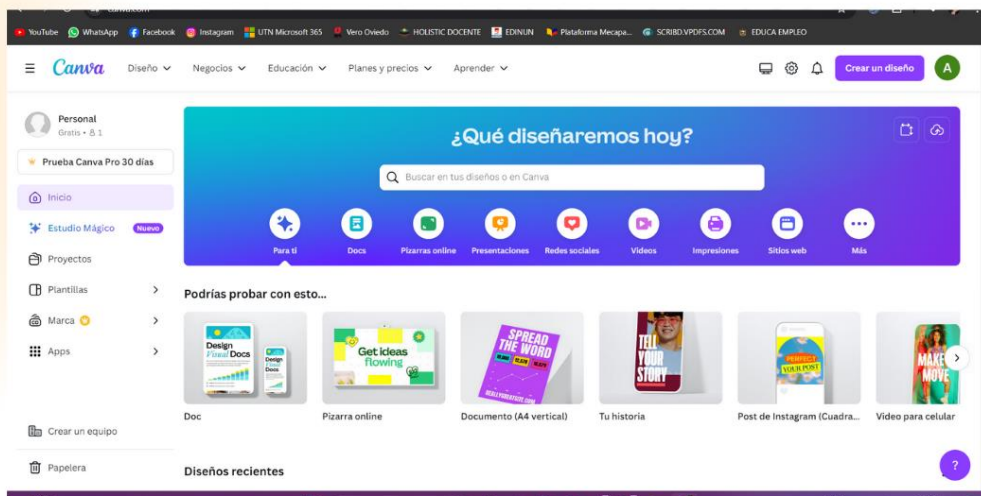 canva.com
YouTube WhatsApp Facebook Instagram UTN Microsoft 365 Vero Oviedo HOLISTIC DOCENTE EDINUN Plataforma Mecapa... SCRIBD.VPDFS.COM EDUCA EMPLEO
Canva Diseño Negocios Educación Planes y precios Aprender Crear un diseño A
Personal
Gratis • 1
Prueba Canva Pro 30 días
Inicio
Estudio Mágico Nuevo
Proyectos
Plantillas
Marca
Apps
Crear un equipo
Papelera
¿Qué diseñaremos hoy?
Buscar en tus diseños o en Canva
Para ti Docs Pizarras online Presentaciones Redes sociales Videos Impresiones Sitios web Más
Podrías probar con esto...
Design
Visual Docs
Design
Visual
Docs
Get ideas
flowing
SPREAD
THE WORD
TELL
YOUR
STORY
PERFECT
YOUR POST
MAKE
MOVE
Doc Pizarra online Documento (A4 vertical) Tu historia Post de Instagram (Cuadra... Video para celular
Diseños recientes
?